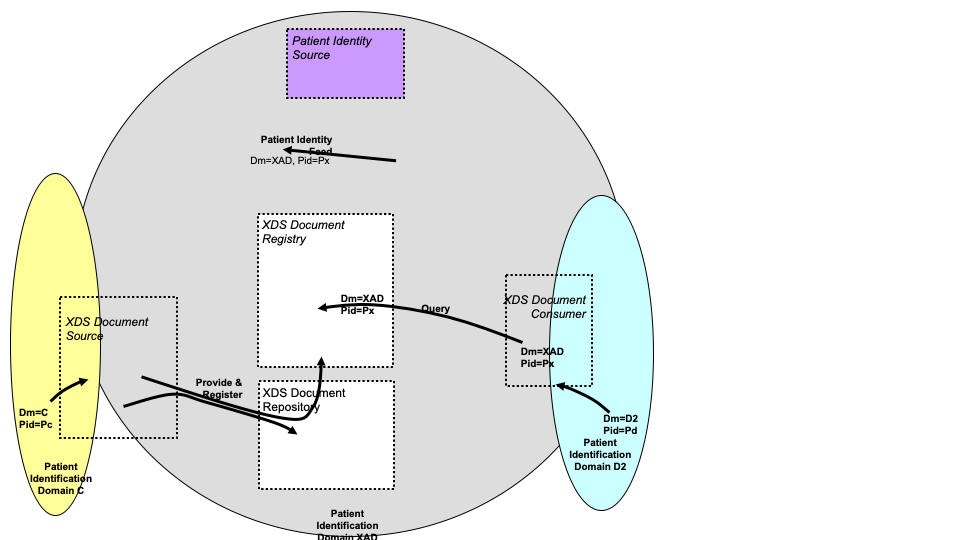 Patient Identity
Source
Patient Identity
Feed
Dm=XAD, Pid=Px
XDS Document
Registry
Dm=XAD
Pid=Px
Query
XDS Document
Consumer
Dm=XAD
Pid=Px
XDS Document
Source
Provide &
Register
XDS Document
Repository
Dm=C
Pid=Pc
Dm=D2
Pid=Pd
Patient
Identification
Domain D2
Patient
Identification
Domain C
Patient
Identification
Domain XAD